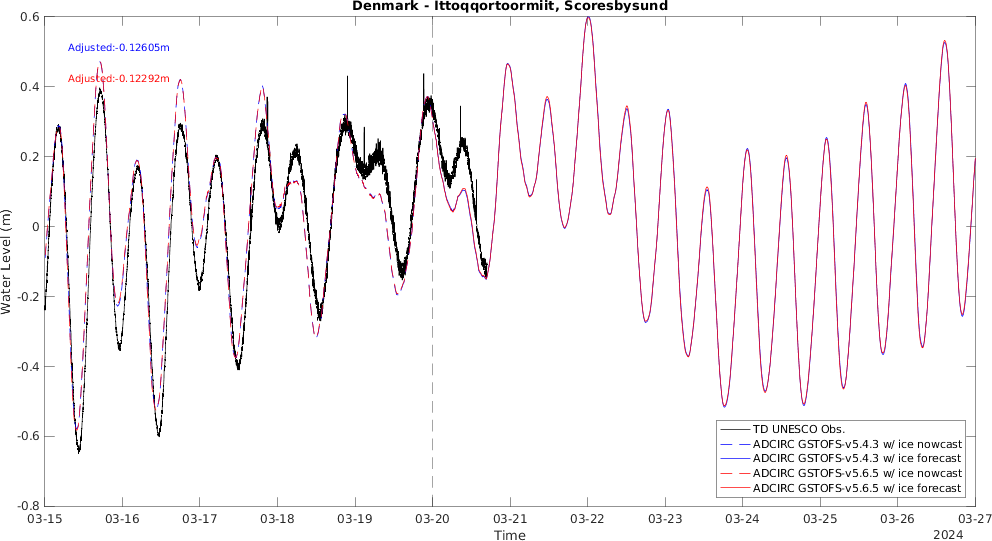 Denmark - Ittoqqortoormiit, Scoresbysund
Adjusted:-0.12605m
Adjusted:-0.12292m
Water Level (m)
0.6
0.4
0.2
0
-0.2
-0.4
-0.6
-0.8
TD UNESCO Obs.
ADCIRC GSTOFS-v5.4.3 w/ ice nowcast
ADCIRC GSTOFS-v5.4.3 w/ ice forecast
ADCIRC GSTOFS-v5.6.5 w/ ice nowcast
ADCIRC GSTOFS-v5.6.5 w/ ice forecast
03-15 03-16 03-17 03-18 03-19 03-20 03-21 03-22 03-23 03-24 03-25 03-26 03-27
Time
2024